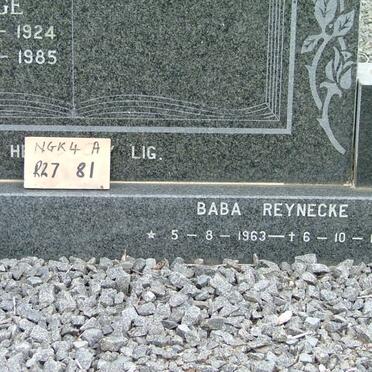 GE
- 1924
- 1985
LIG.
NGK4 A
R27 81
BABA REYNECKE
* 5-8-1963-†6-10-